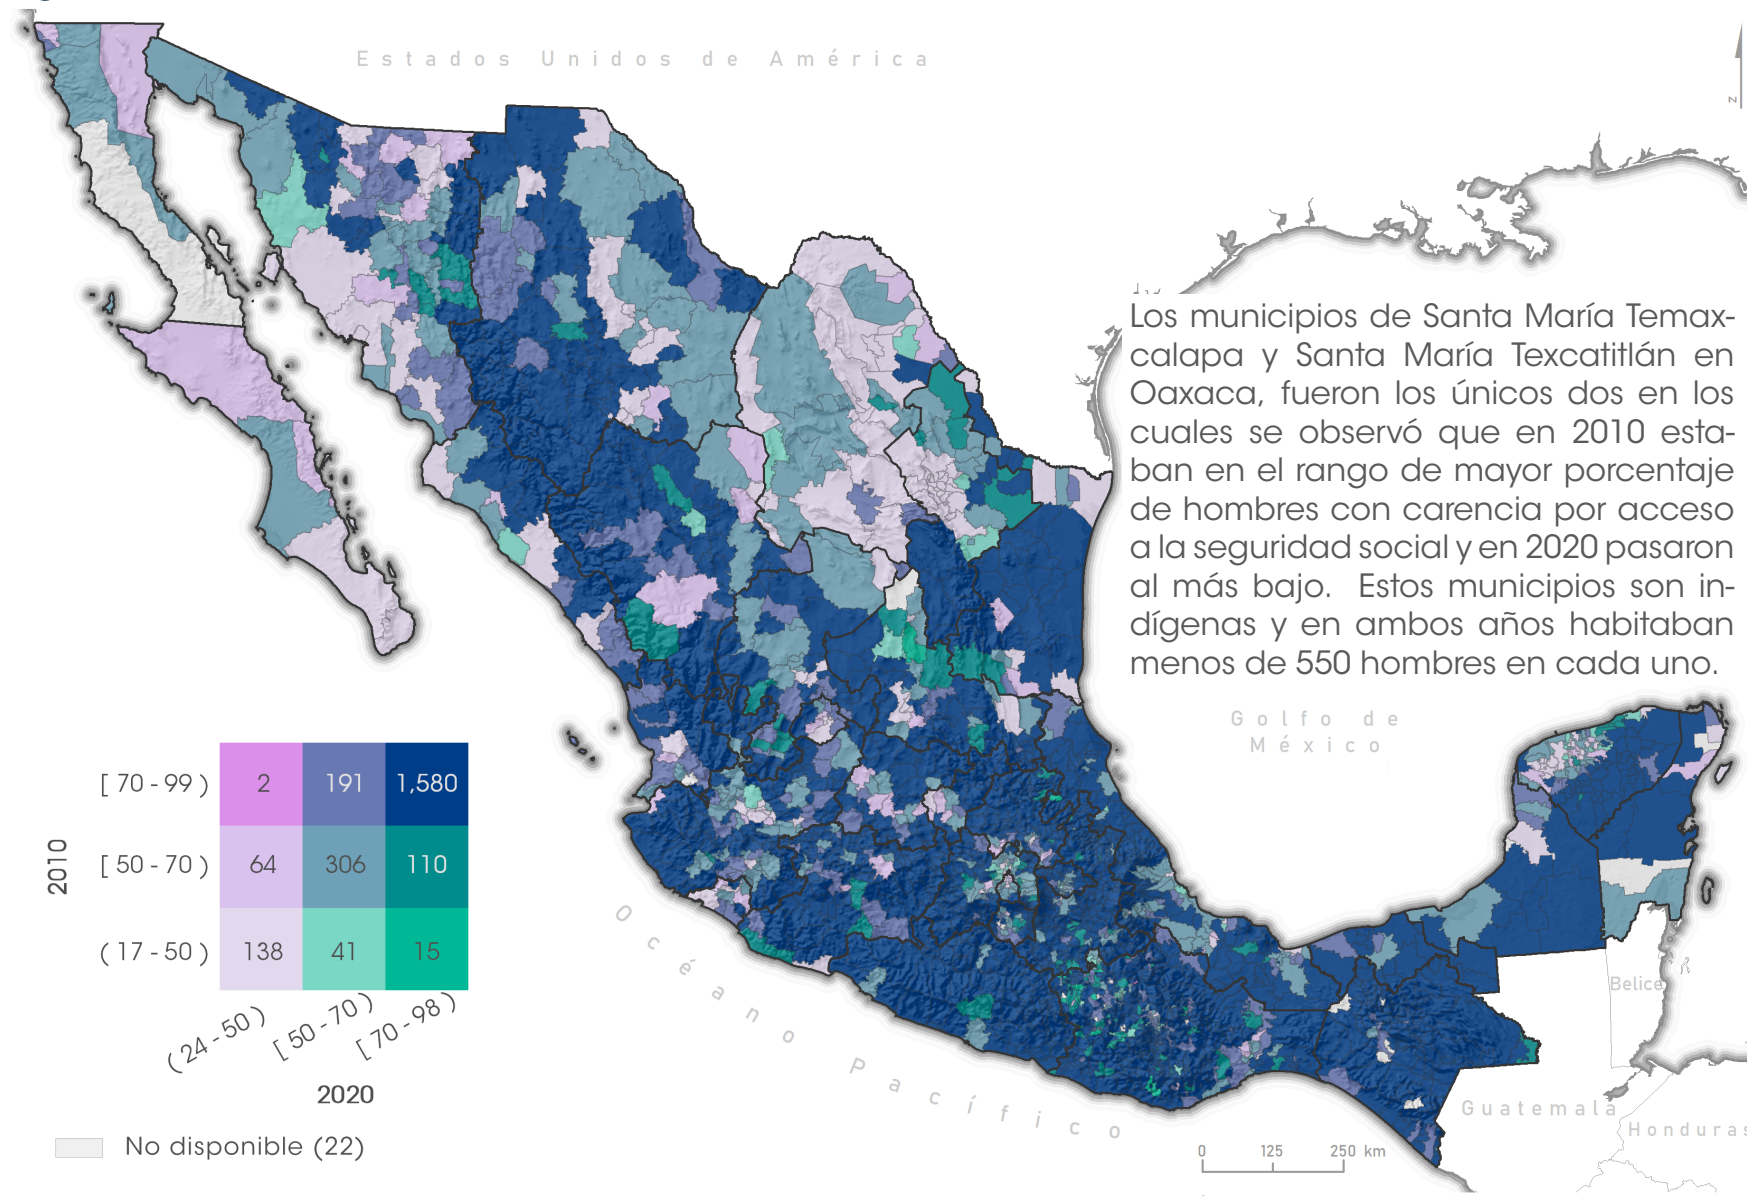 Estados Unidos de América
z
Los municipios de Santa María Temax-
calapa y Santa María Texcatitlán en
Oaxaca, fueron los únicos dos en los
cuales se observó que en 2010 esta-
ban en el rango de mayor porcentaje
de hombres con carencia por acceso
a la seguridad social y en 2020 pasaron
al más bajo. Estos municipios son in-
dígenas y en ambos años habitaban
menos de 550 hombres en cada uno.
Golfo de
México
[ 70 - 99 ) 2 191 1,580
[ 50 - 70 ) 64 306 110
( 17 - 50 ) 138 41 15
2010
( 24 - 50 ) [ 50 - 70 ) [ 70 - 98 )
2020
No disponible (22)
Océano Pacífico
Belice
Guatemala
Honduras
0 125 250 km